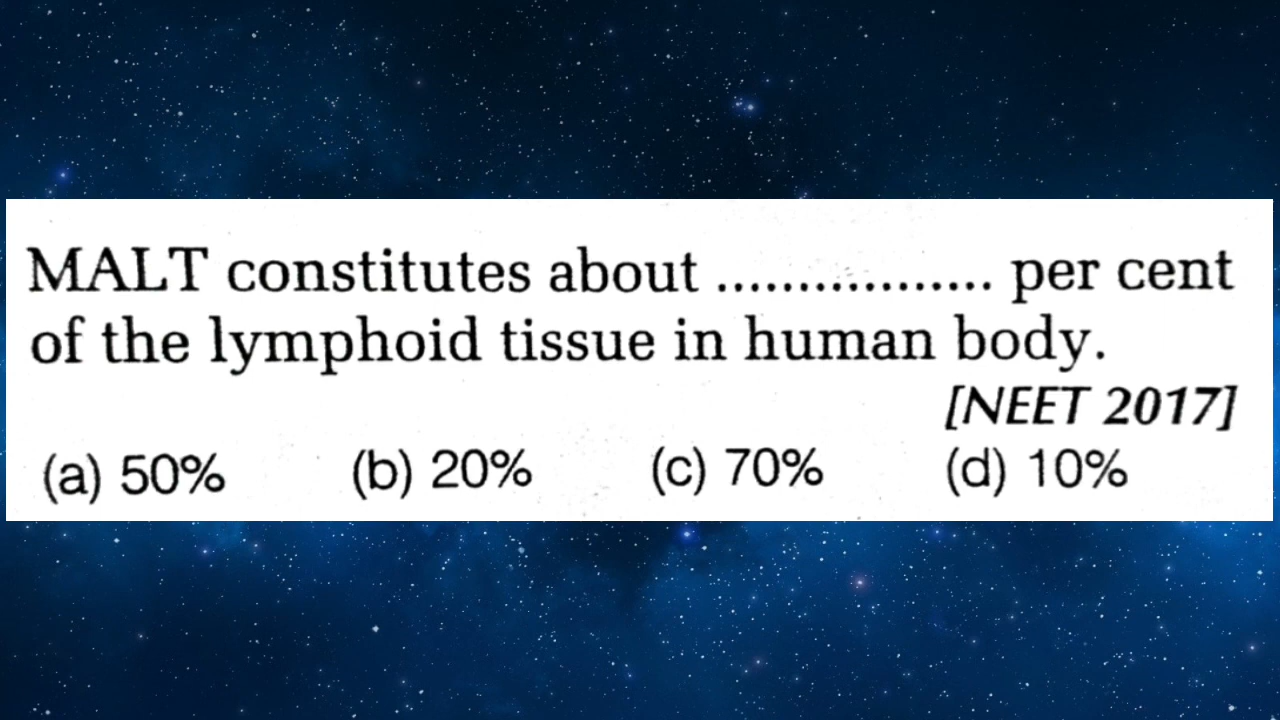 MALT constitutes about ................. per cent
of the lymphoid tissue in human body.
[NEET 2017]
(a) 50% (b) 20% (c) 70% (d) 10%